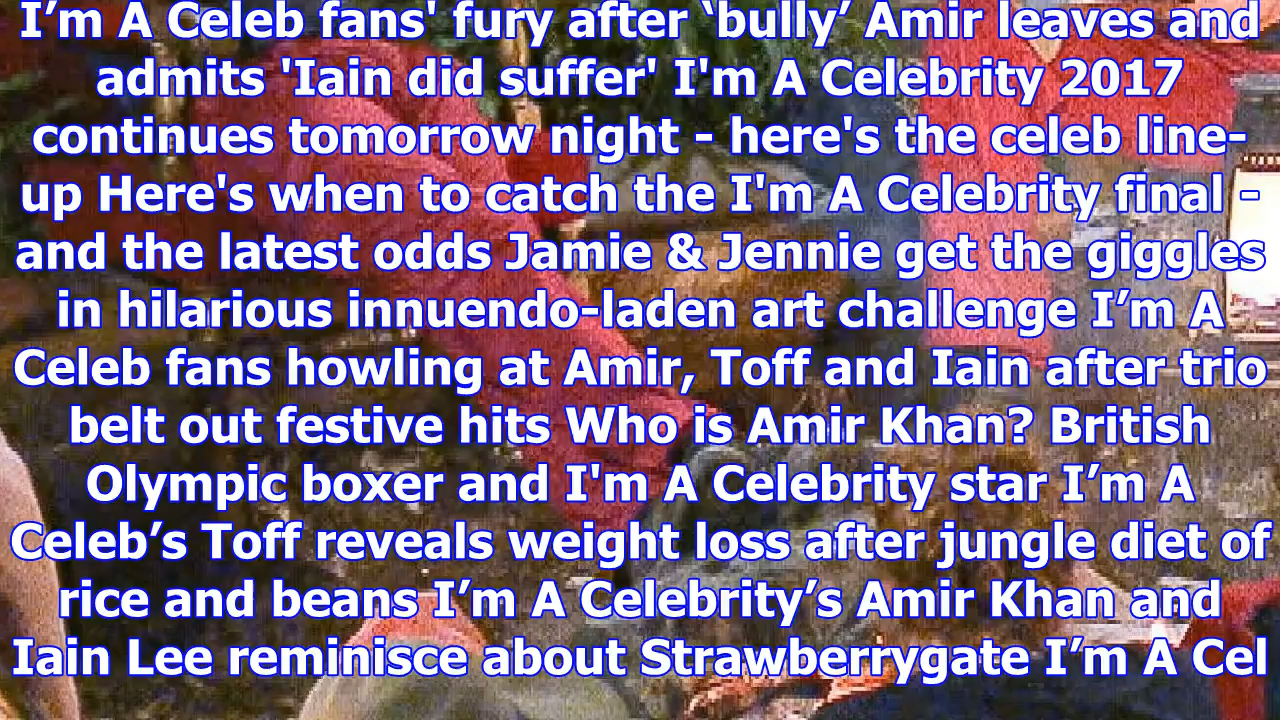 I’m A Celeb fans' fury after ‘bully’ Amir leaves and
admits 'Iain did suffer' I'm A Celebrity 2017
continues tomorrow night - here's the celeb line-
up Here's when to catch the I'm A Celebrity final -
and the latest odds Jamie & Jennie get the giggles
in hilarious innuendo-laden art challenge I’m A
Celeb fans howling at Amir, Toff and Iain after trio
belt out festive hits Who is Amir Khan? British
Olympic boxer and I'm A Celebrity star I’m A
Celeb’s Toff reveals weight loss after jungle diet of
rice and beans I’m A Celebrity’s Amir Khan and
Iain Lee reminisce about Strawberrygate I’m A Cel